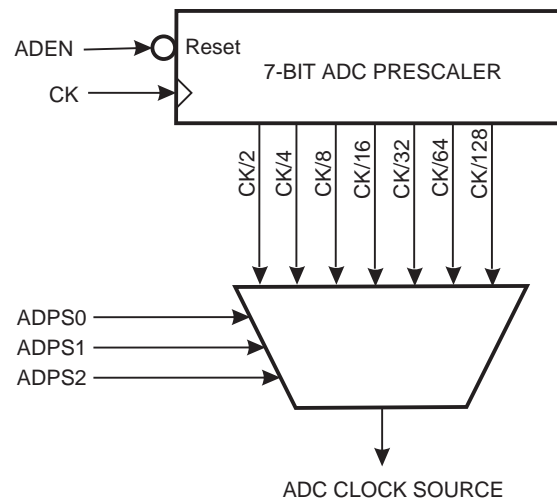 ADEN
Reset
7-BIT ADC PRESCALER
CK
CK/2
CK/4
CK/8
CK/16
CK/32
CK/64
CK/128
ADPS0
ADPS1
ADPS2
ADC CLOCK SOURCE